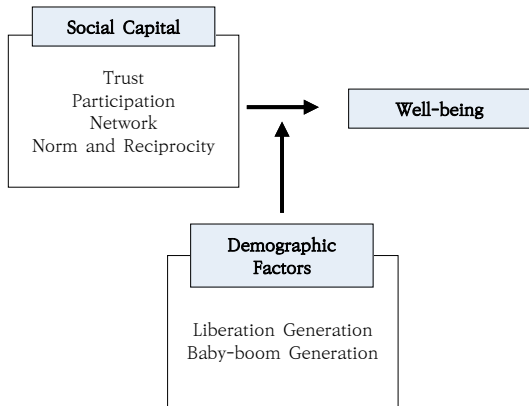 Social Capital
Trust
Participation
Network
Norm and Reciprocity
Well-being
Demographic
Factors
Liberation Generation
Baby-boom Generation